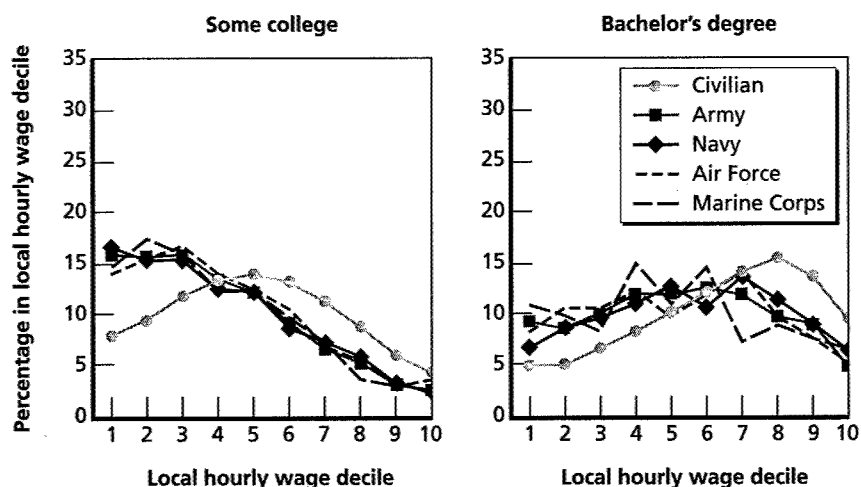 Some college
Bachelor's degree
Percentage in local hourly wage decile
35
30
25
20
15
10
5
0
1 2 3 4 5 6 7 8 9 10
Local hourly wage decile
35
30
25
20
15
10
5
0
Civilian
Army
Navy
Air Force
Marine Corps
1 2 3 4 5 6 7 8 9 10
Local hourly wage decile